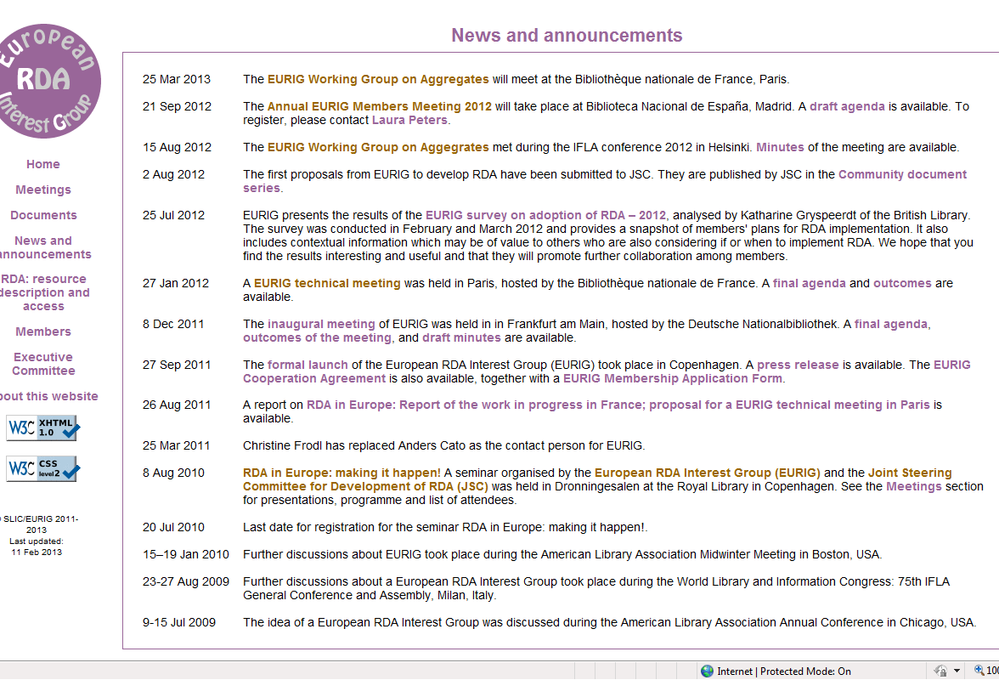 European
RDA
Interest Group
Home
Meetings
Documents
News and
announcements
RDA: resource
description and
access
Members
Executive
Committee
bout this website
W3C XHTML
1.0
W3C CSS
level2
SLIC/EURIG 2011-
2013
Last updated:
11 Feb 2013
News and announcements
25 Mar 2013 The EURIG Working Group on Aggregates will meet at the Bibliothèque nationale de France, Paris.
21 Sep 2012 The Annual EURIG Members Meeting 2012 will take place at Biblioteca Nacional de España, Madrid. A draft agenda is available. To
register, please contact Laura Peters.
15 Aug 2012 The EURIG Working Group on Aggegrates met during the IFLA conference 2012 in Helsinki. Minutes of the meeting are available.
2 Aug 2012 The first proposals from EURIG to develop RDA have been submitted to JSC. They are published by JSC in the Community document
series.
25 Jul 2012 EURIG presents the results of the EURIG survey on adoption of RDA – 2012, analysed by Katharine Gryspeerdt of the British Library.
The survey was conducted in February and March 2012 and provides a snapshot of members' plans for RDA implementation. It also
includes contextual information which may be of value to others who are also considering if or when to implement RDA. We hope that you
find the results interesting and useful and that they will promote further collaboration among members.
27 Jan 2012 A EURIG technical meeting was held in Paris, hosted by the Bibliothèque nationale de France. A final agenda and outcomes are
available.
8 Dec 2011 The inaugural meeting of EURIG was held in in Frankfurt am Main, hosted by the Deutsche Nationalbibliothek. A final agenda,
outcomes of the meeting, and draft minutes are available.
27 Sep 2011 The formal launch of the European RDA Interest Group (EURIG) took place in Copenhagen. A press release is available. The EURIG
Cooperation Agreement is also available, together with a EURIG Membership Application Form.
26 Aug 2011 A report on RDA in Europe: Report of the work in progress in France; proposal for a EURIG technical meeting in Paris is
available.
25 Mar 2011 Christine Frodl has replaced Anders Cato as the contact person for EURIG.
8 Aug 2010 RDA in Europe: making it happen! A seminar organised by the European RDA Interest Group (EURIG) and the Joint Steering
Committee for Development of RDA (JSC) was held in Dronningesalen at the Royal Library in Copenhagen. See the Meetings section
for presentations, programme and list of attendees.
20 Jul 2010 Last date for registration for the seminar RDA in Europe: making it happen!.
15–19 Jan 2010 Further discussions about EURIG took place during the American Library Association Midwinter Meeting in Boston, USA.
23-27 Aug 2009 Further discussions about a European RDA Interest Group took place during the World Library and Information Congress: 75th IFLA
General Conference and Assembly, Milan, Italy.
9-15 Jul 2009 The idea of a European RDA Interest Group was discussed during the American Library Association Annual Conference in Chicago, USA.
Internet | Protected Mode: On
100